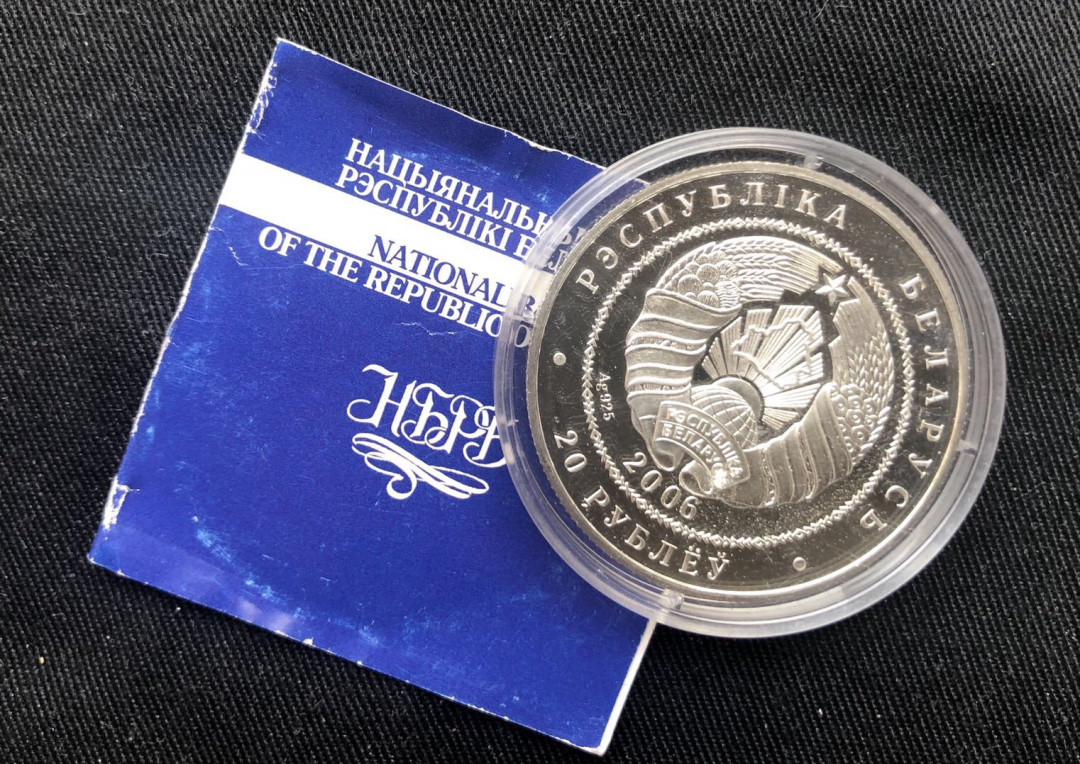 НАЦЫЯНАЛЬНЫ
РЭСПУБЛІКІ
NATIONAL
OF THE REPUBLIC
НБРБ
РЭСПУБЛІКА БЕЛАРУСЬ
Ag 925
РЭСПУБЛІКА
БЕЛАРУСЬ
2006
20 РУБЛЁЎ